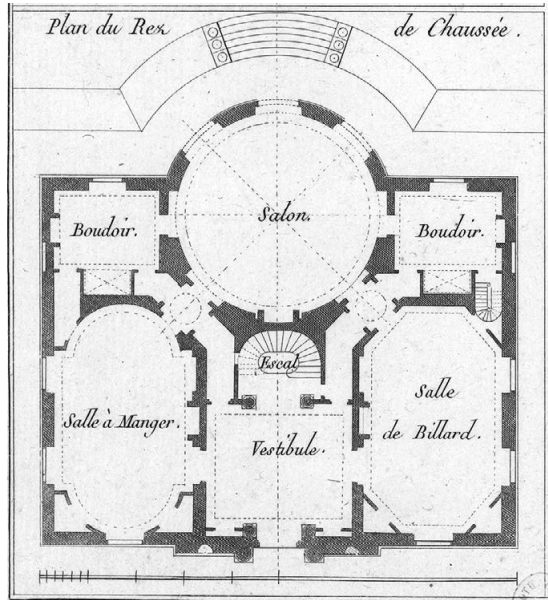 Plan du Rez de Chaussée.
Boudoir. Salon. Boudoir.
Escal
Salle à Manger. Vestibule. Salle de Billard.